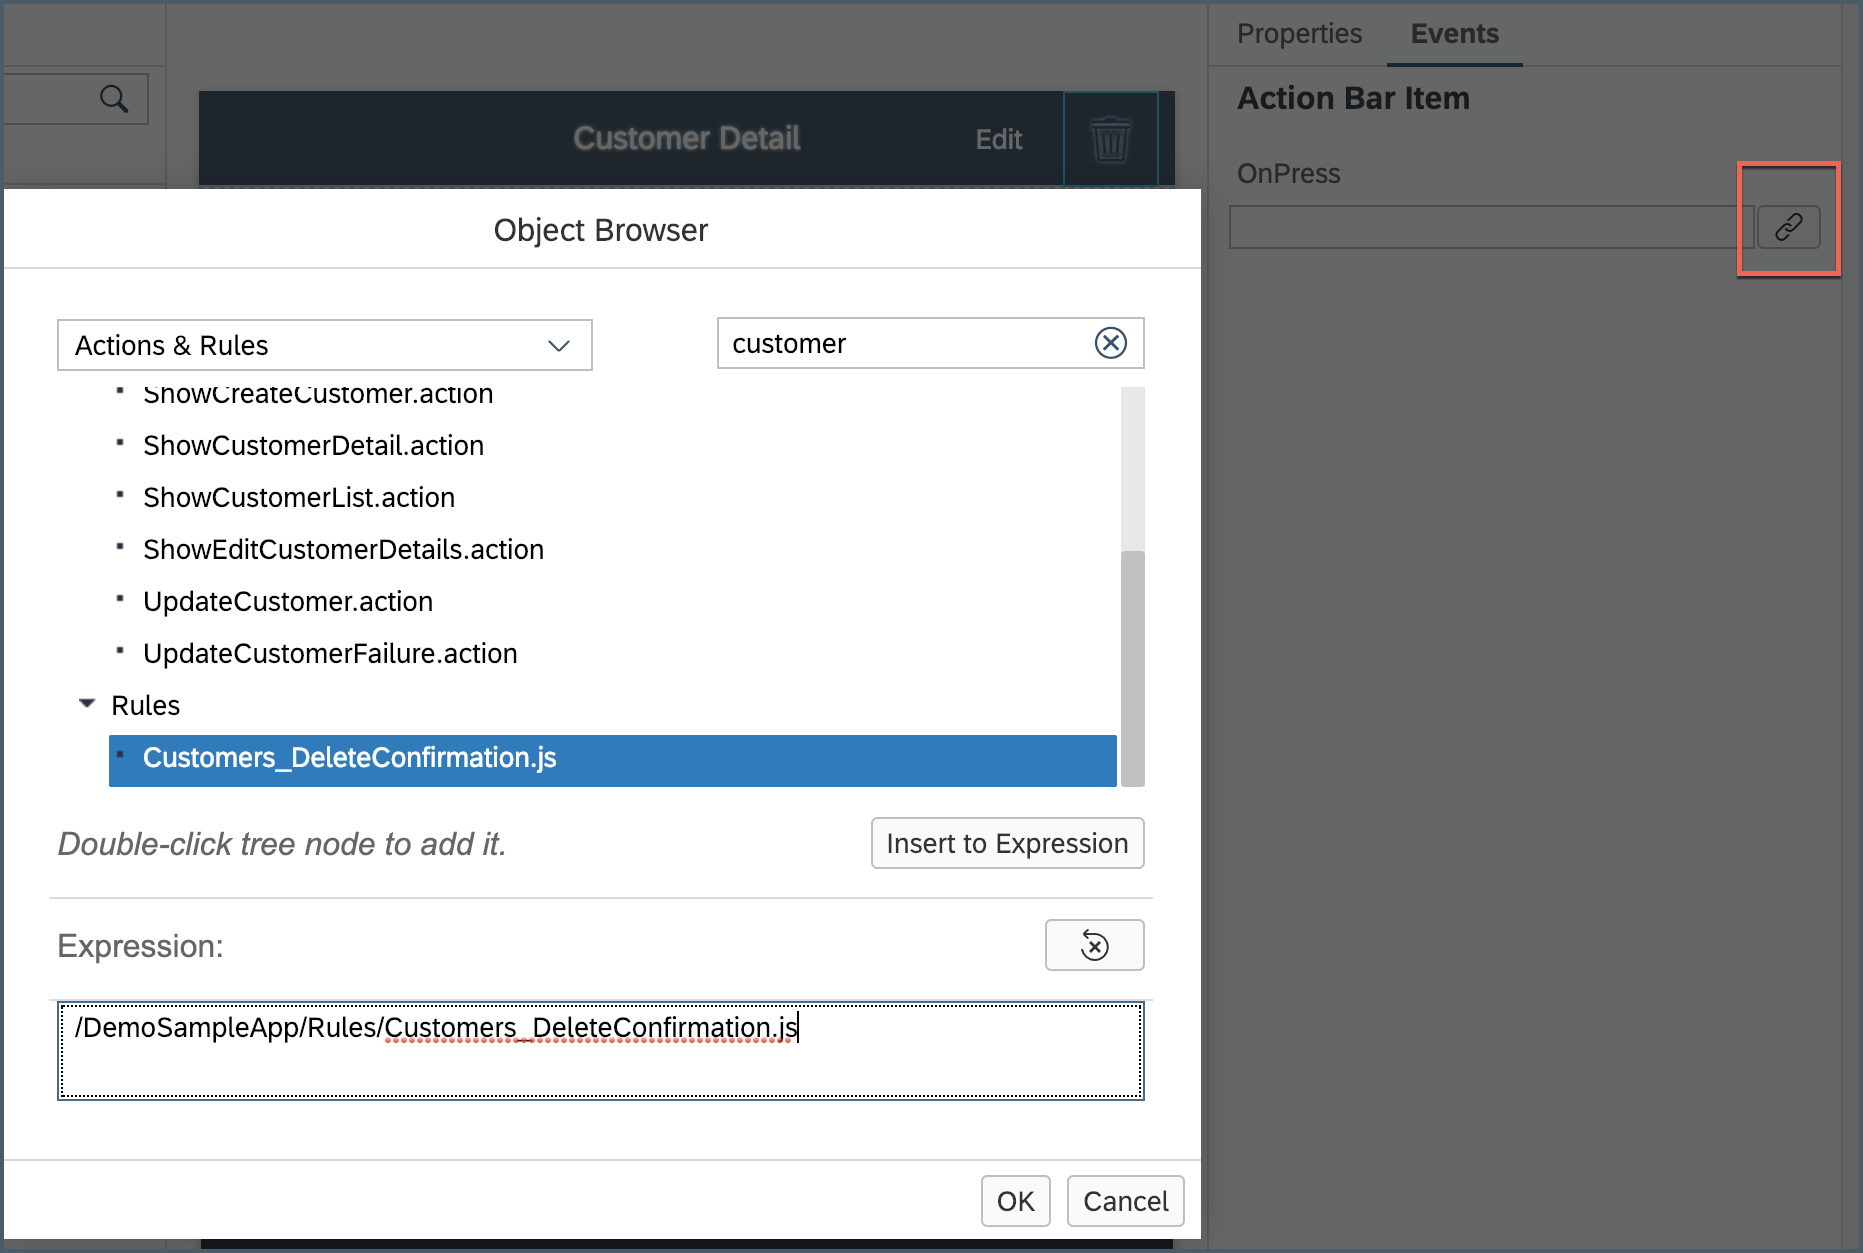 Properties
Events
Action Bar Item
Customer Detail
Edit
OnPress
Object Browser
Actions & Rules
customer
ShowCreateCustomer.action
ShowCustomerDetail.action
ShowCustomerList.action
ShowEditCustomerDetails.action
UpdateCustomer.action
UpdateCustomerFailure.action
Rules
Customers_DeleteConfirmation.js
Double-click tree node to add it.
Insert to Expression
Expression:
/DemoSampleApp/Rules/Customers_DeleteConfirmation.js
OK
Cancel